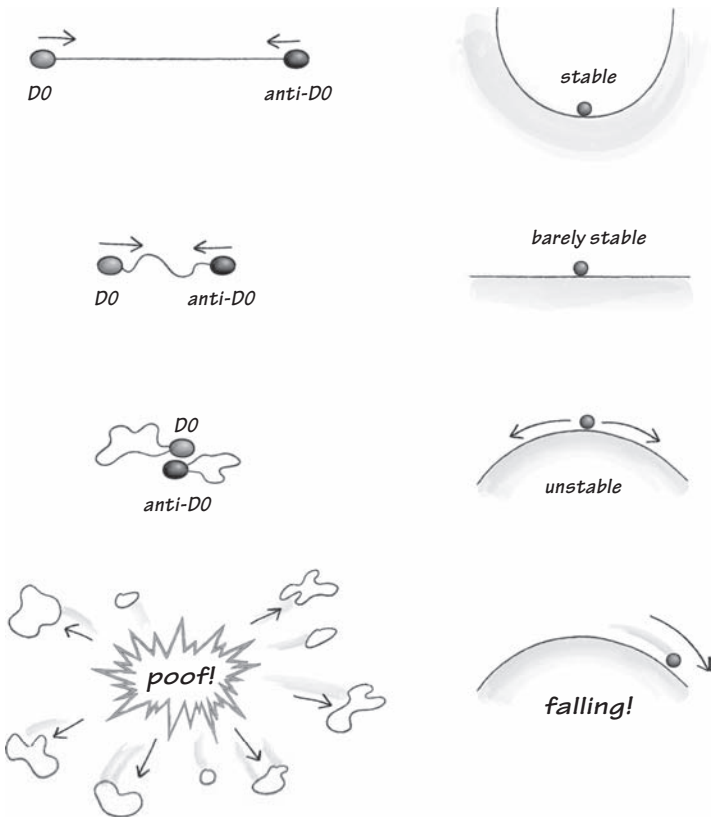 D0
anti-D0
stable
D0
anti-D0
barely stable
D0
anti-D0
unstable
poof!
falling!